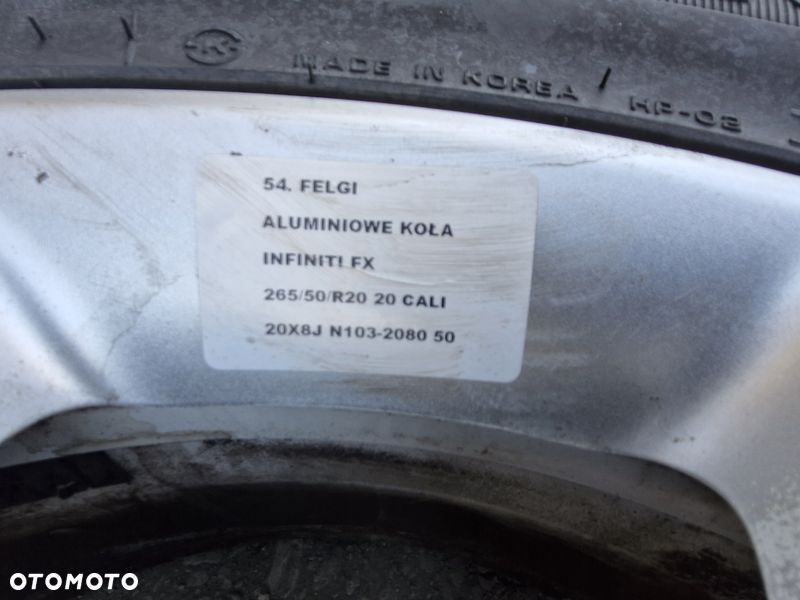 K
MADE IN KOREA
HP-02
54. FELGI
ALUMINIOWE KOŁA
INFINITI FX
265/50/R20 20 CALI
20X8J N103-2080 50
OTOMOTO